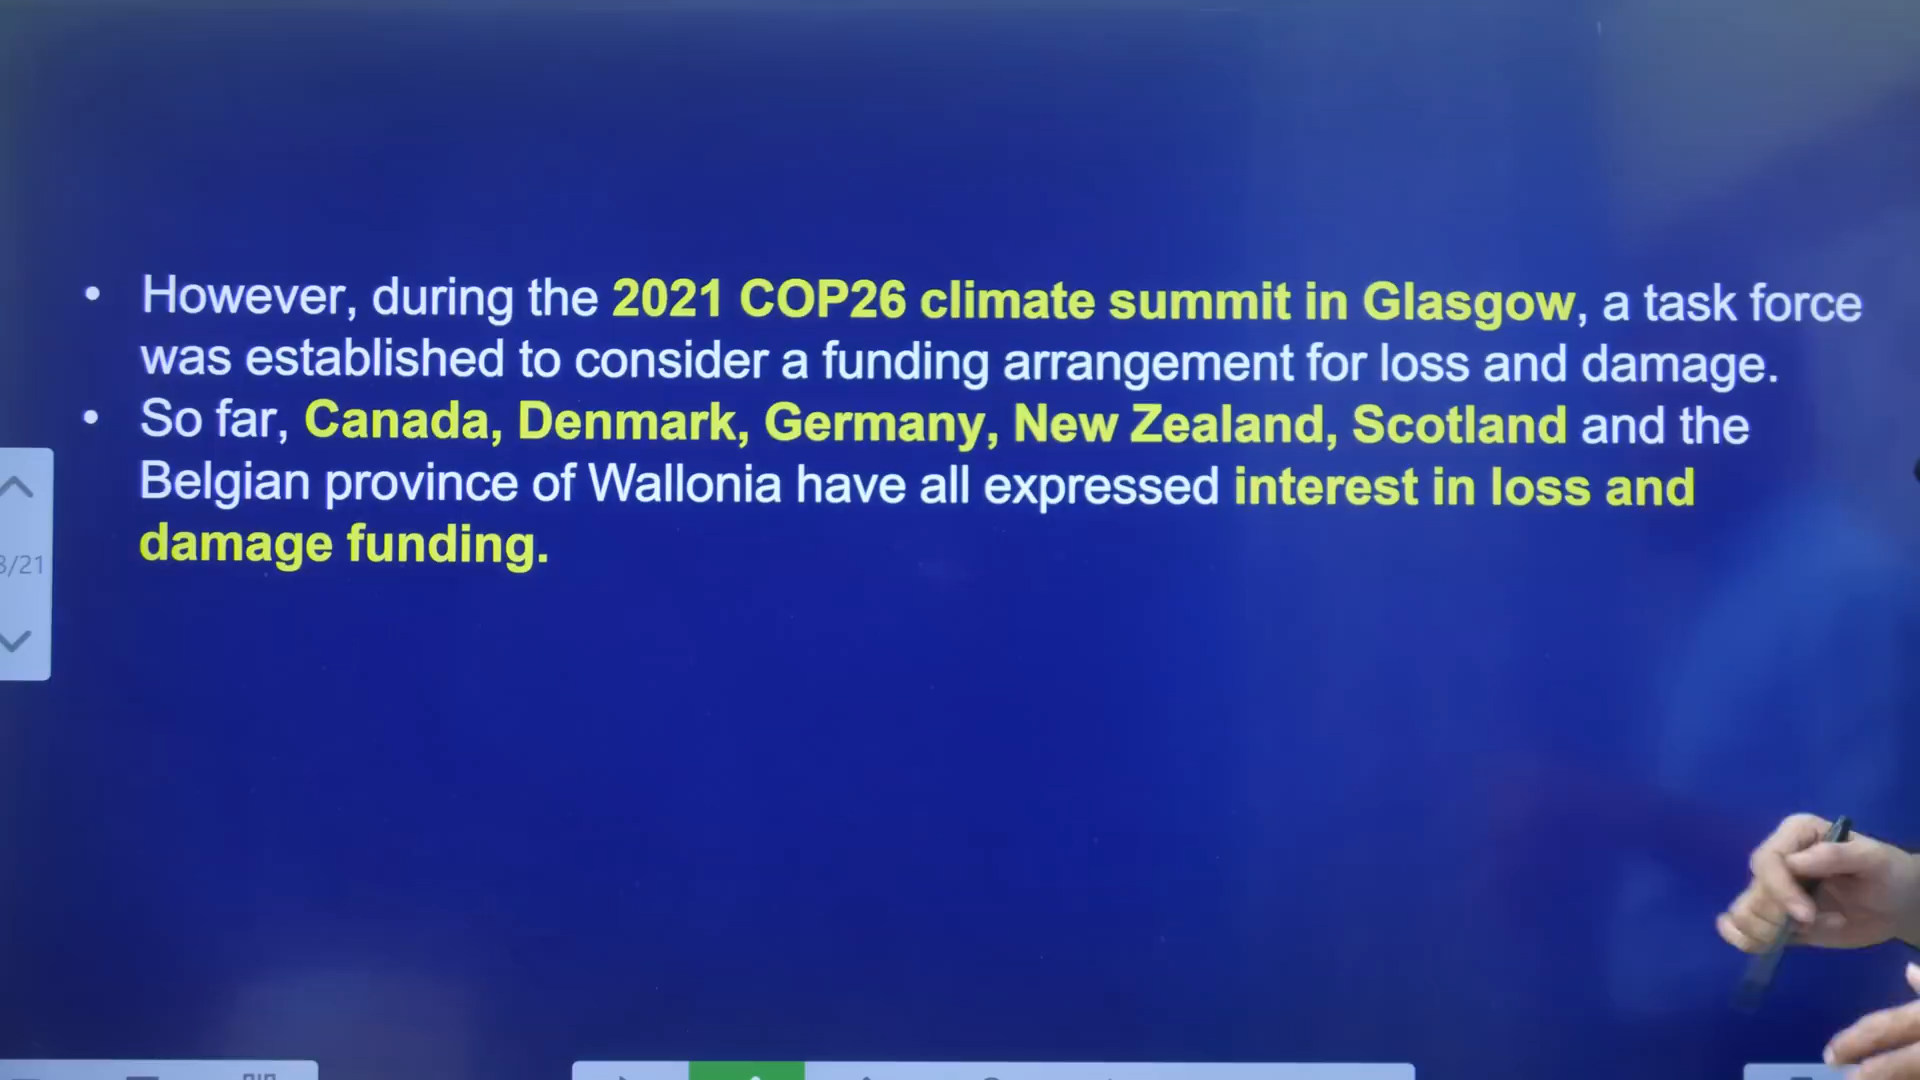 • However, during the 2021 COP26 climate summit in Glasgow, a task force
was established to consider a funding arrangement for loss and damage.
• So far, Canada, Denmark, Germany, New Zealand, Scotland and the
Belgian province of Wallonia have all expressed interest in loss and
damage funding.
/21